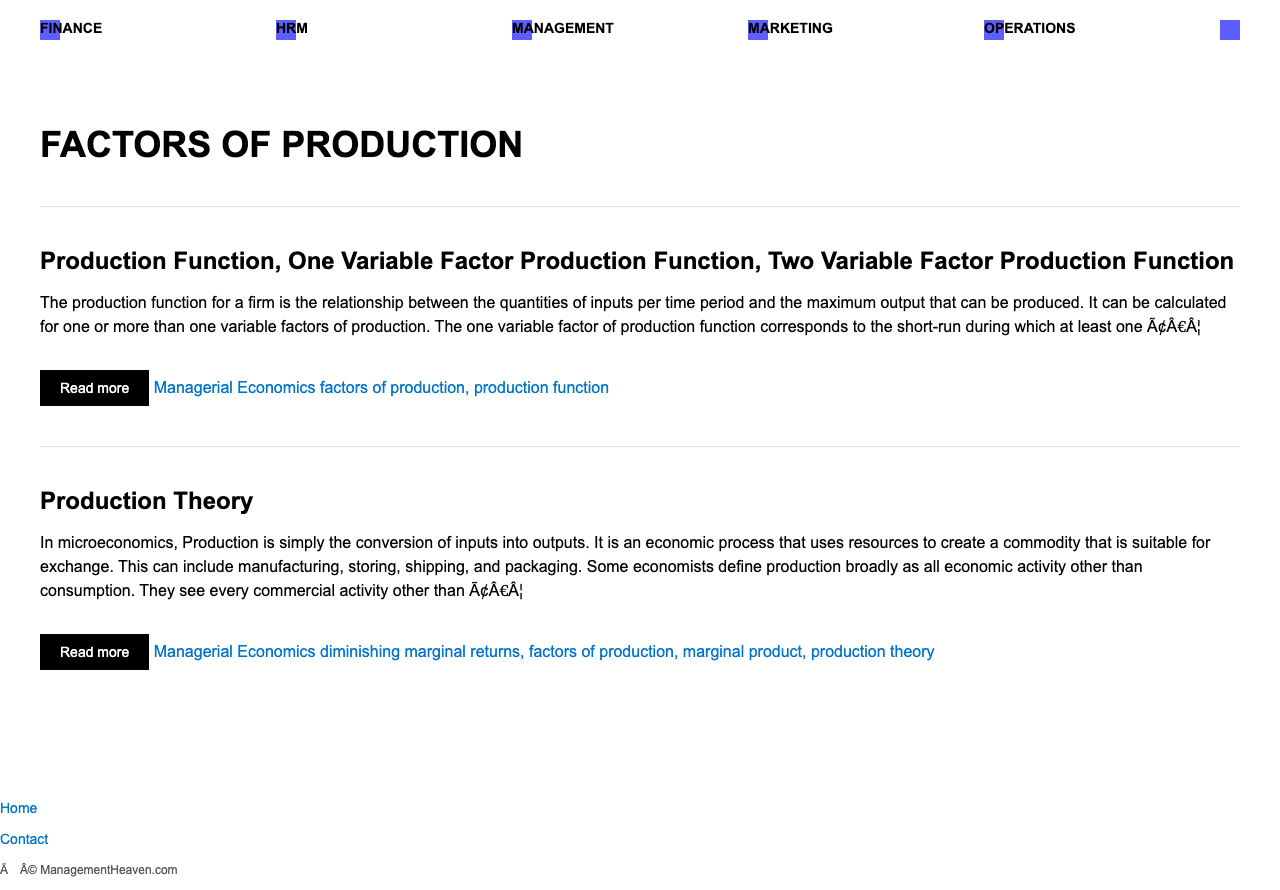 FINANCE HRM MANAGEMENT MARKETING OPERATIONS
FACTORS OF PRODUCTION
Production Function, One Variable Factor Production Function, Two Variable Factor Production Function
The production function for a firm is the relationship between the quantities of inputs per time period and the maximum output that can be produced. It can be calculated
for one or more than one variable factors of production. The one variable factor of production function corresponds to the short-run during which at least one Ã¢Â€Â¦
Read more Managerial Economics factors of production, production function
Production Theory
In microeconomics, Production is simply the conversion of inputs into outputs. It is an economic process that uses resources to create a commodity that is suitable for
exchange. This can include manufacturing, storing, shipping, and packaging. Some economists define production broadly as all economic activity other than
consumption. They see every commercial activity other than Ã¢Â€Â¦
Read more Managerial Economics diminishing marginal returns, factors of production, marginal product, production theory
Home
Contact
Ã Â© ManagementHeaven.com